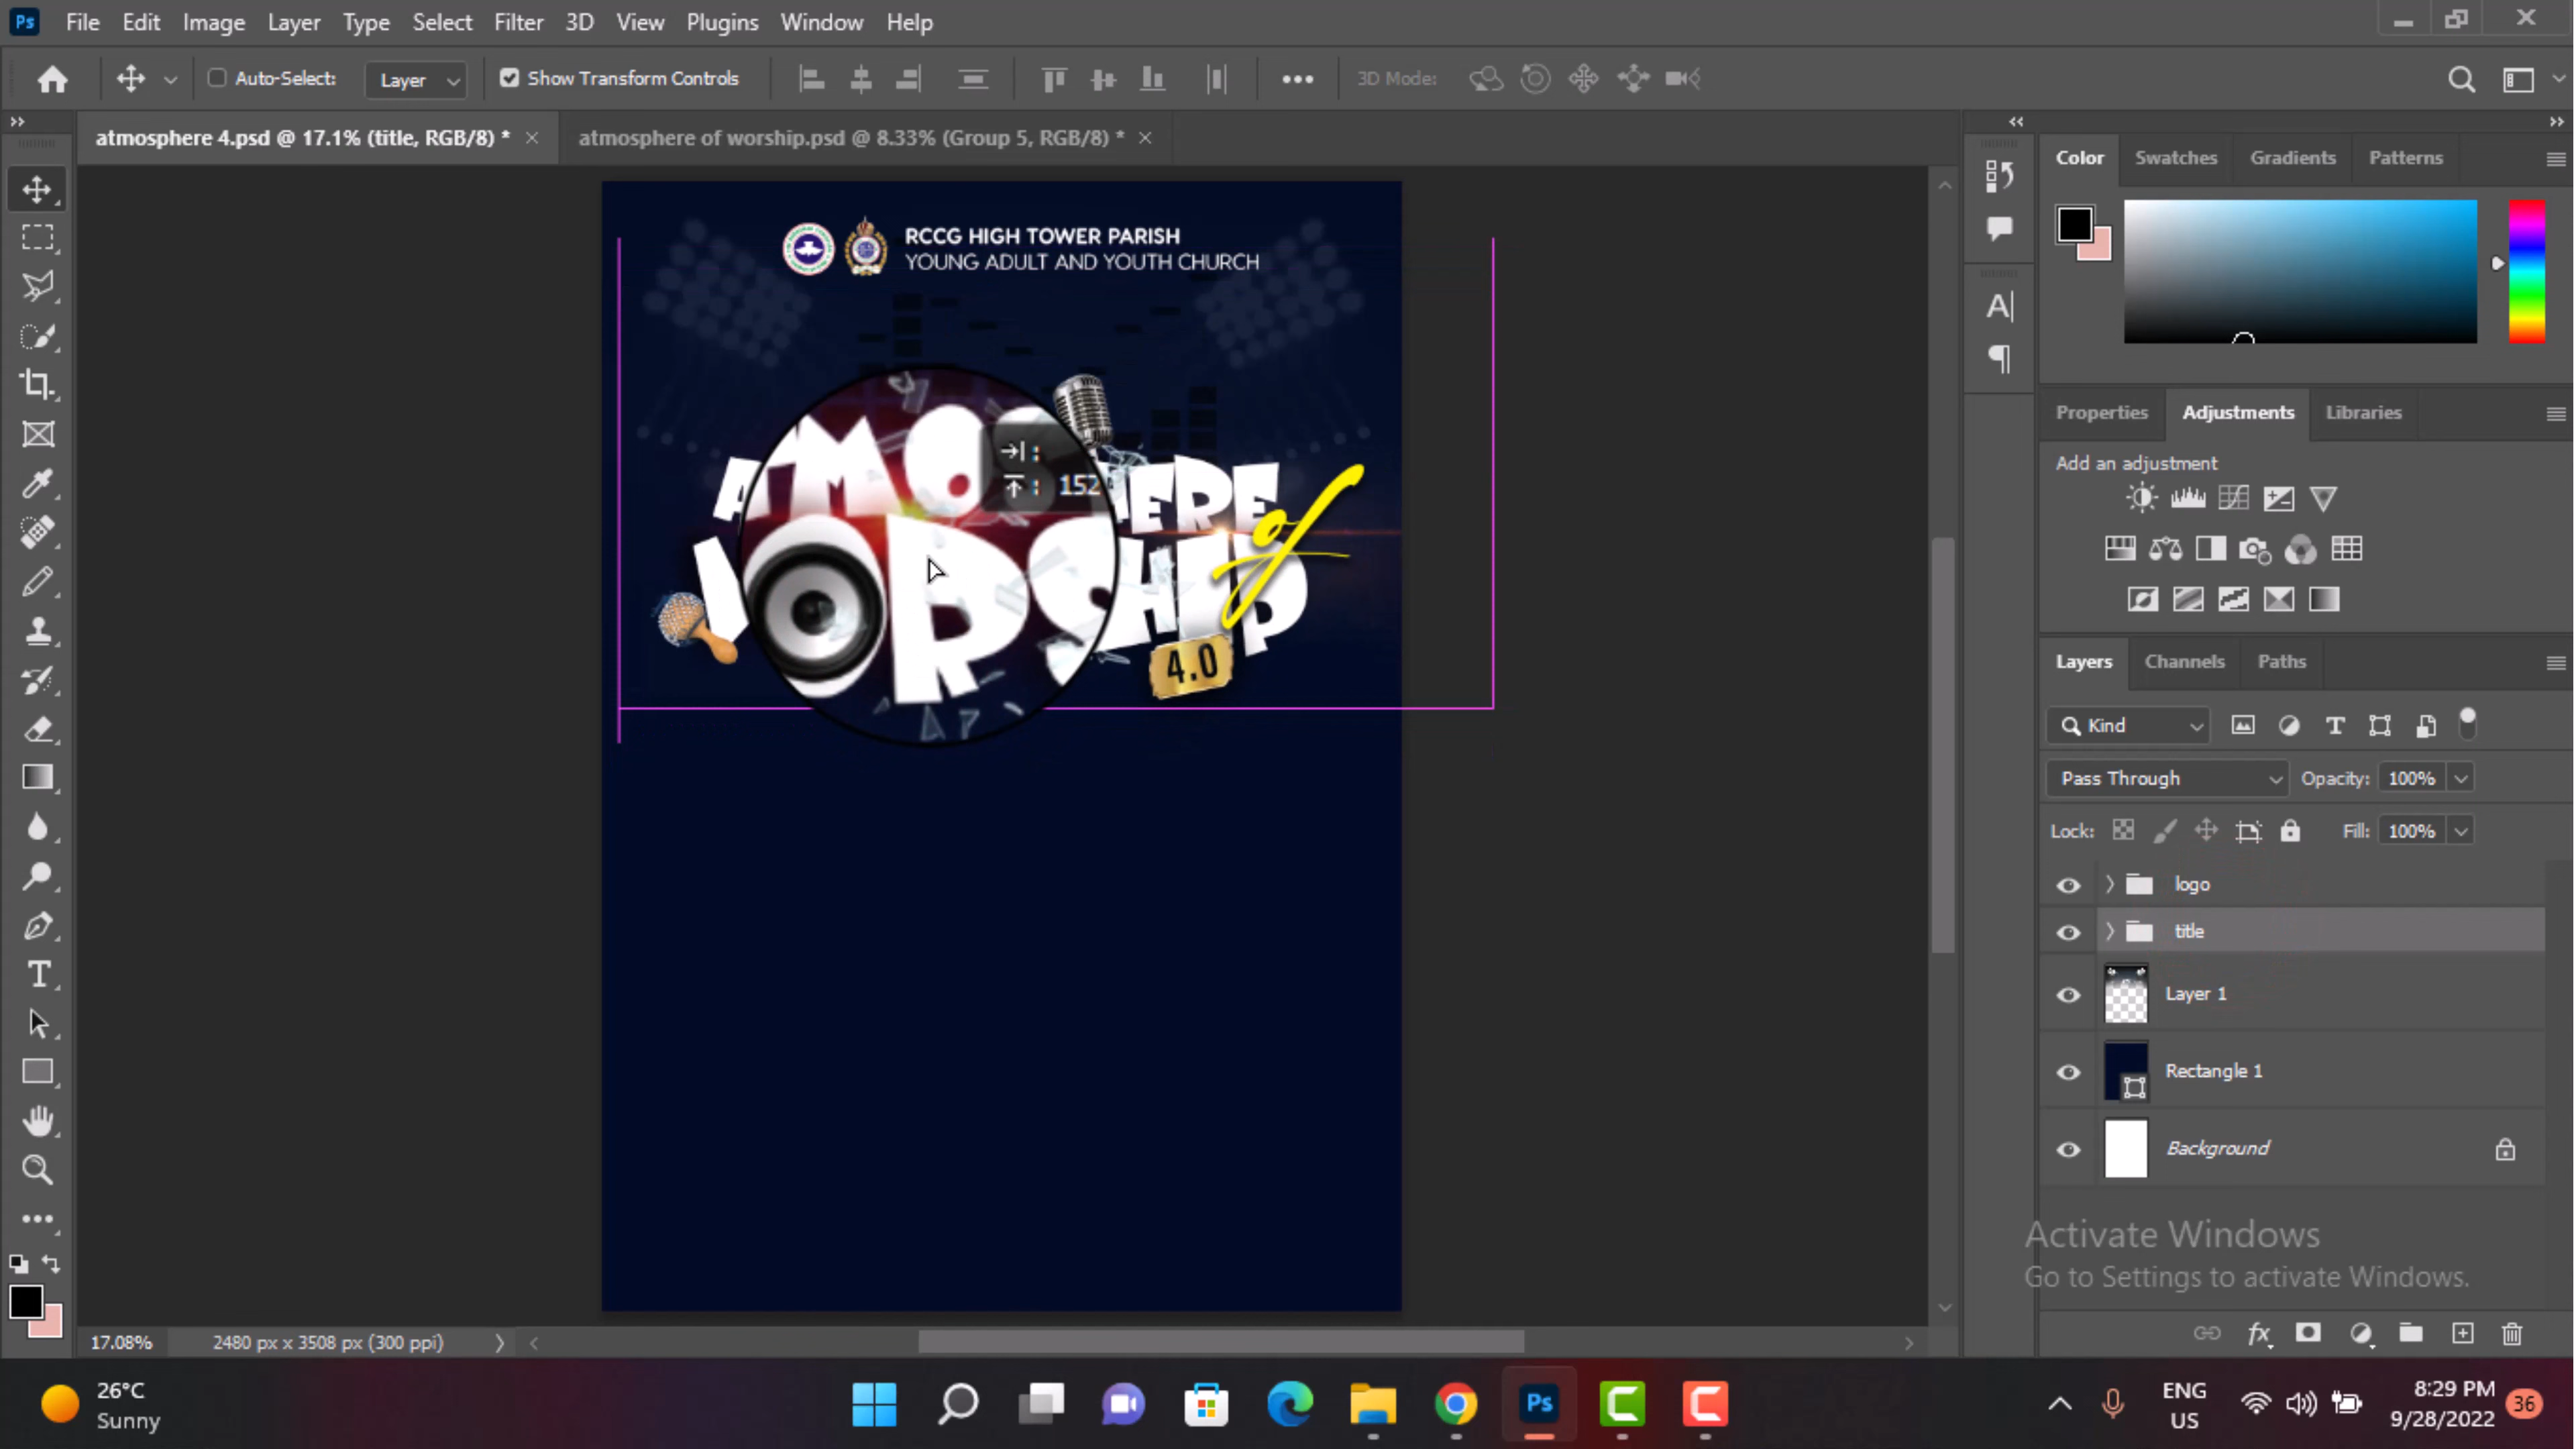 Ps File Edit Image Layer Type Select Filter 3D View Plugins Window Help
Auto-Select: Layer Show Transform Controls 3D Mode:
atmosphere 4.psd @ 17.1% (title, RGB/8) * atmosphere of worship.psd @ 8.33% (Group 5, RGB/8) *
Color Swatches Gradients Patterns
RCCG HIGH TOWER PARISH
YOUNG ADULT AND YOUTH CHURCH
152
of
4.0
Properties Adjustments Libraries
Add an adjustment
Layers Channels Paths
Kind
Pass Through Opacity: 100%
Lock: Fill: 100%
logo
title
Layer 1
Rectangle 1
Background
Activate Windows
Go to Settings to activate Windows.
17.08% 2480 px x 3508 px (300 ppi)
26°C
Sunny
Ps
ENG
US
8:29 PM
9/28/2022
36